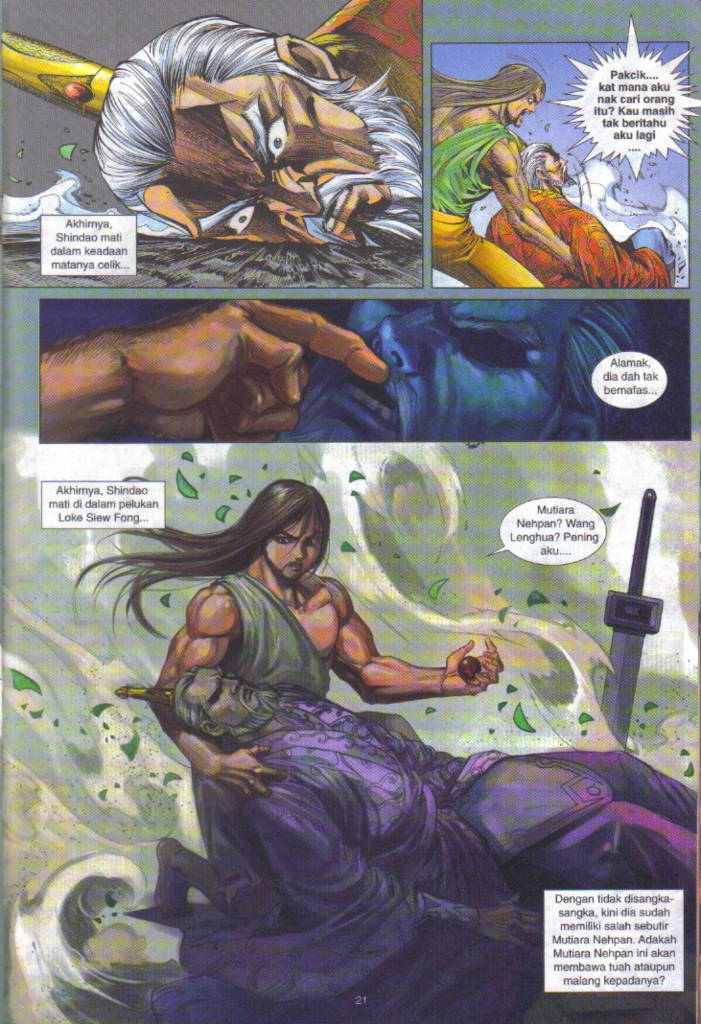 Akhirnya,
Shindao mati
dalam keadaan
matanya celik...
Pakcik....
kat mana aku
nak cari orang
itu? Kau masih
tak beritahu
aku lagi
....
Alamak,
dia dah tak
bernafas...
Akhirnya, Shindao
mati di dalam pelukan
Loke Siew Fong...
Mutiara
Nehpan? Wang
Lenghua? Pening
aku....
Dengan tidak disangka-
sangka, kini dia sudah
memiliki salah sebutir
Mutiara Nehpan. Adakah
Mutiara Nehpan ini akan
membawa tuah ataupun
malang kepadanya?
21